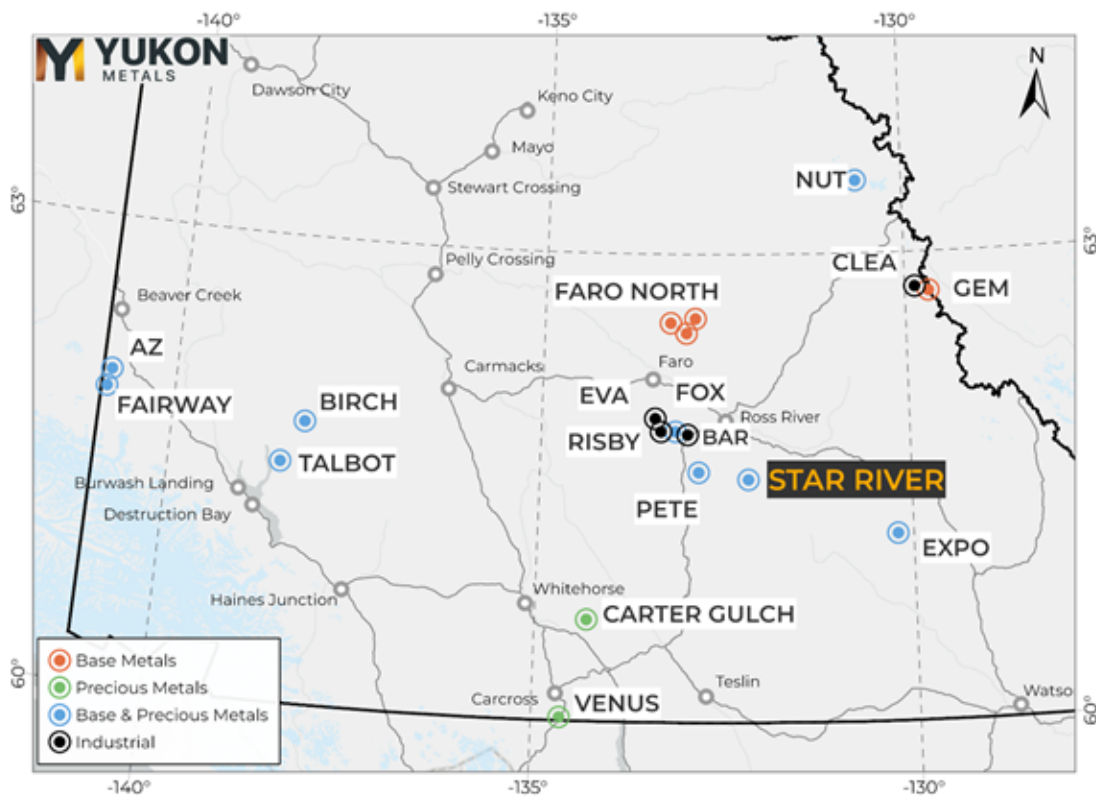 -140°
-135°
-130°
YUKON
METALS
N
Dawson City
Keno City
Mayo
NUT
Stewart Crossing
63°
63°
Pelly Crossing
CLEA
GEM
FARO NORTH
Beaver Creek
AZ
Carmacks
Faro
FAIRWAY
BIRCH
EVA
FOX
Ross River
RISBY
BAR
TALBOT
STAR RIVER
Burwash Landing
PETE
Destruction Bay
EXPO
Whitehorse
Haines Junction
CARTER GULCH
Base Metals
60°
Precious Metals
Teslin
Carcross
VENUS
Watso
60°
Base & Precious Metals
Industrial
-140°
-135°
-130°